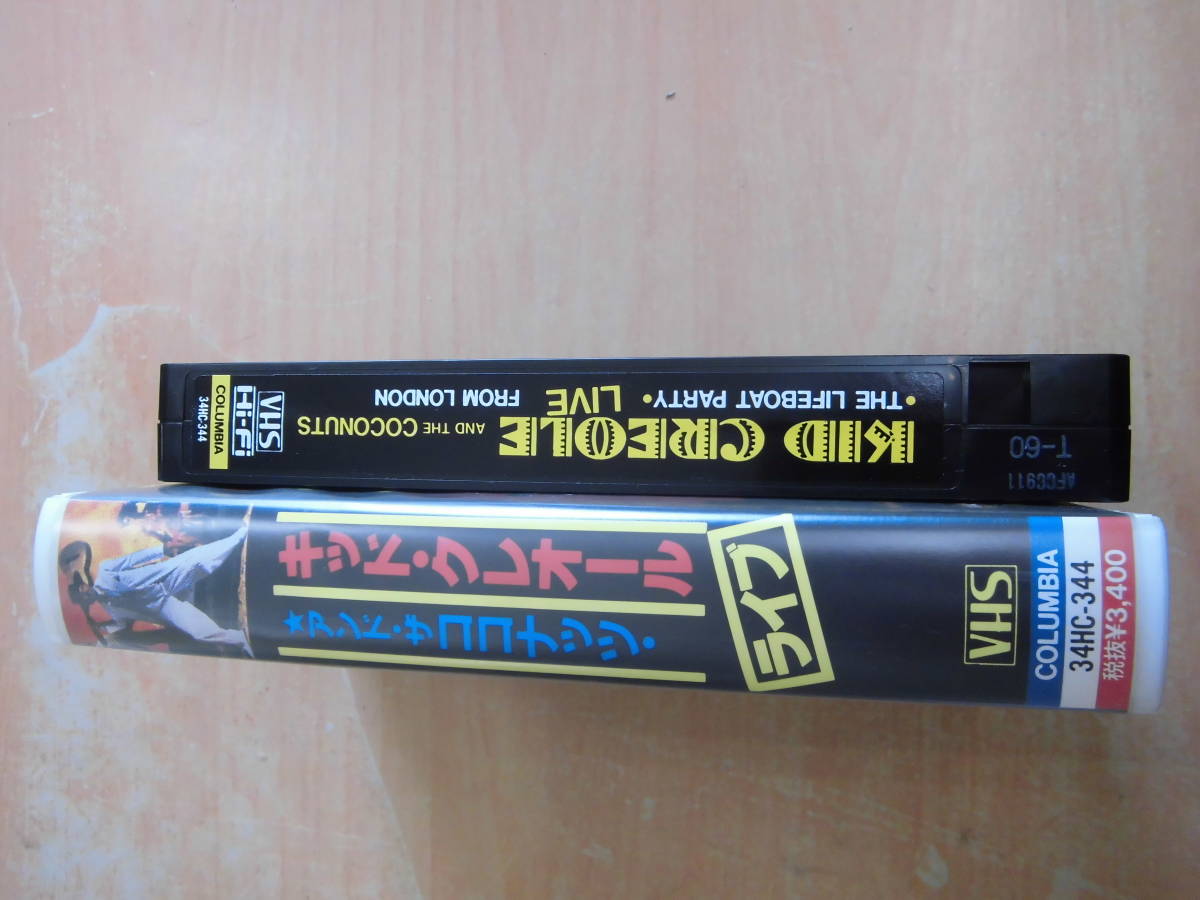 KID CREOLE
AND THE COCONUTS
•THE LIFEBOAT PARTY•
LIVE
FROM LONDON
VHS
Hi-Fi
COLUMBIA
34HC-344
T-60
AFCC911
キッド・クレオール
★アンド・ザ・ココナッツ・
ライブ
VHS
COLUMBIA
34HC-344
税抜¥3,400